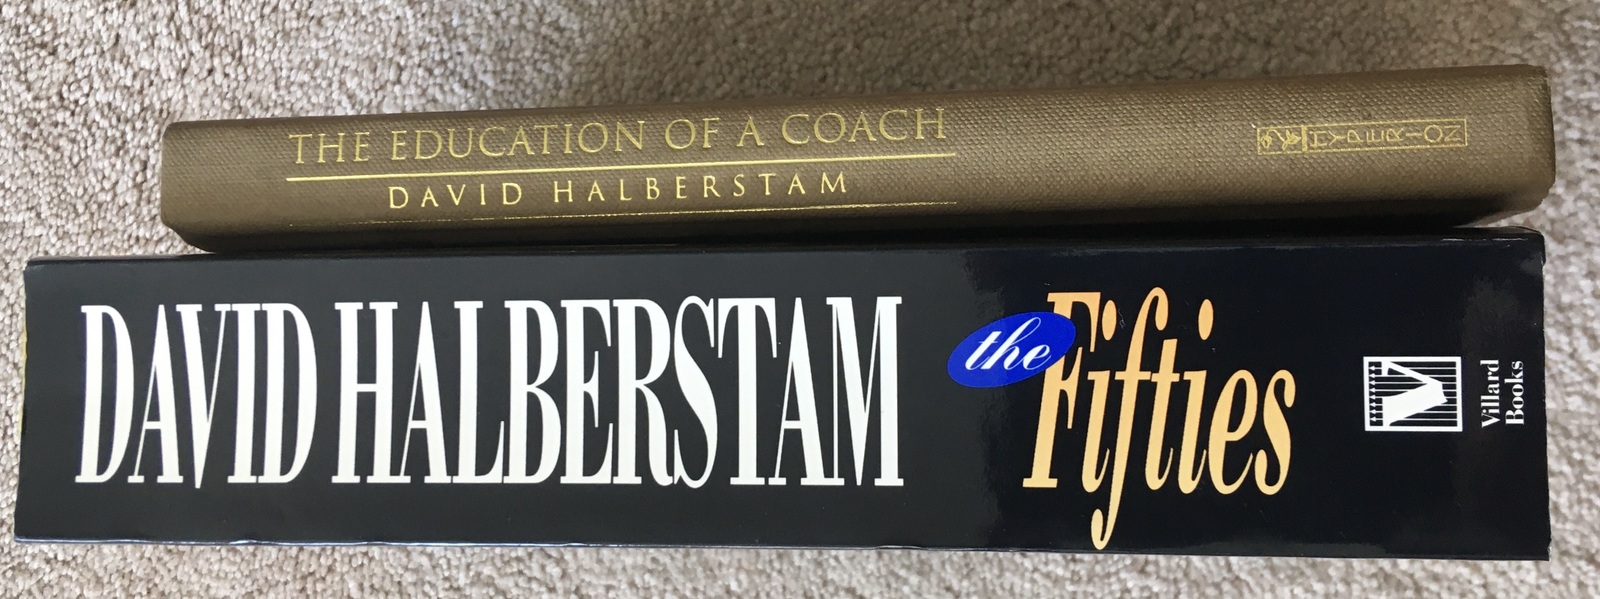 THE EDUCATION OF A COACH
DAVID HALBERSTAM
HYPERION
DAVID HALBERSTAM
the Fifties
V
Villard
Books